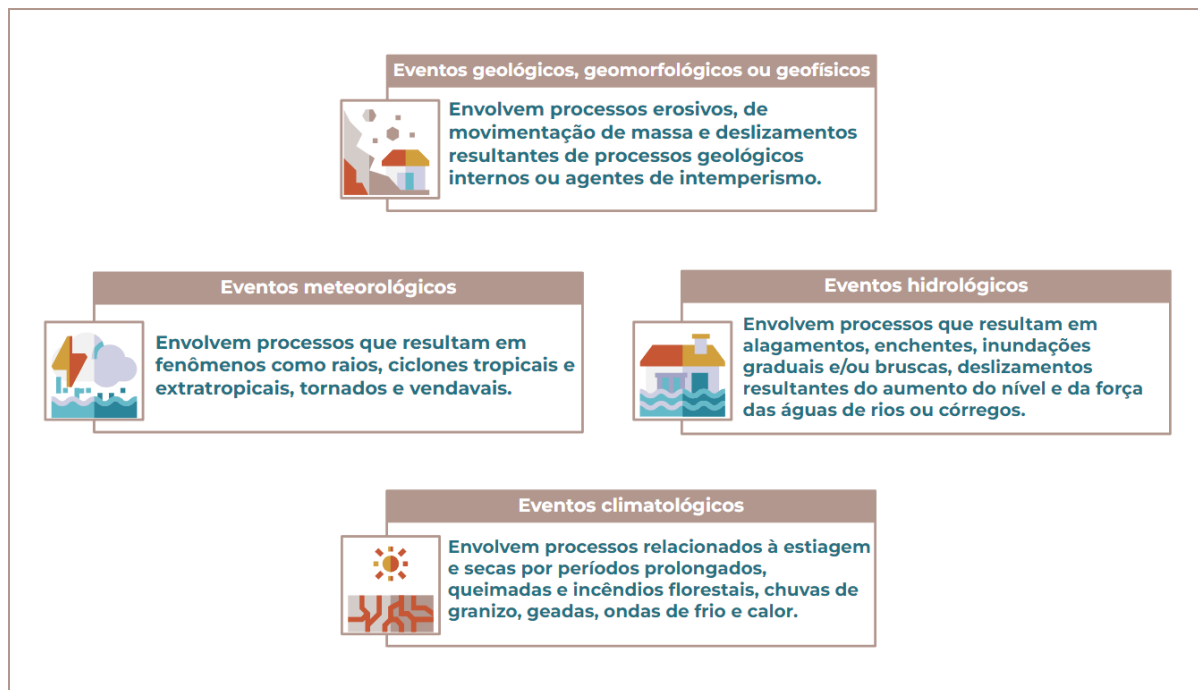 Eventos geológicos, geomorfológicos ou geofísicos
Envolvem processos erosivos, de
movimentação de massa e deslizamentos
resultantes de processos geológicos
internos ou agentes de intemperismo.
Eventos meteorológicos
Envolvem processos que resultam em
fenômenos como raios, ciclones tropicais e
extratropicais, tornados e vendavais.
Eventos hidrológicos
Envolvem processos que resultam em
alagamentos, enchentes, inundações
graduais e/ou bruscas, deslizamentos
resultantes do aumento do nível e da força
das águas de rios ou córregos.
Eventos climatológicos
Envolvem processos relacionados à estiagem
e secas por períodos prolongados,
queimadas e incêndios florestais, chuvas de
granizo, geadas, ondas de frio e calor.